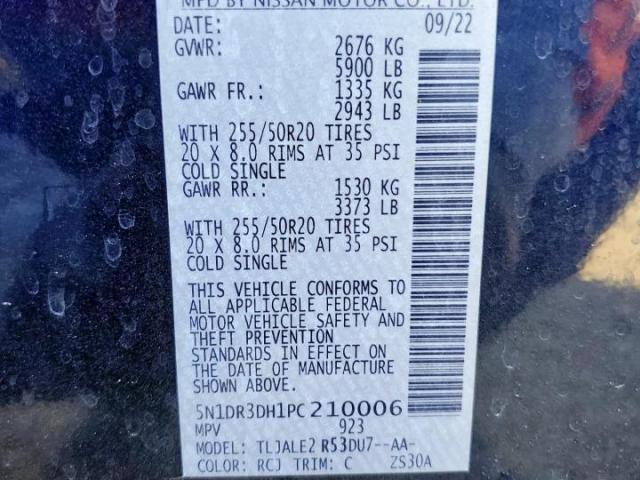 MFD BY NISSAN MOTOR CO., LTD.
DATE: 09/22
GVWR: 2676 KG
5900 LB
GAWR FR.: 1335 KG
2943 LB
WITH 255/50R20 TIRES
20 X 8.0 RIMS AT 35 PSI
COLD SINGLE
GAWR RR.: 1530 KG
3373 LB
WITH 255/50R20 TIRES
20 X 8.0 RIMS AT 35 PSI
COLD SINGLE
THIS VEHICLE CONFORMS TO
ALL APPLICABLE FEDERAL
MOTOR VEHICLE SAFETY AND
THEFT PREVENTION
STANDARDS IN EFFECT ON
THE DATE OF MANUFACTURE
SHOWN ABOVE.
5N1DR3DH1PC210006
MPV 923
MODEL: TLJALE2 R53DU7--AA-
COLOR: RCJ TRIM: C ZS30A